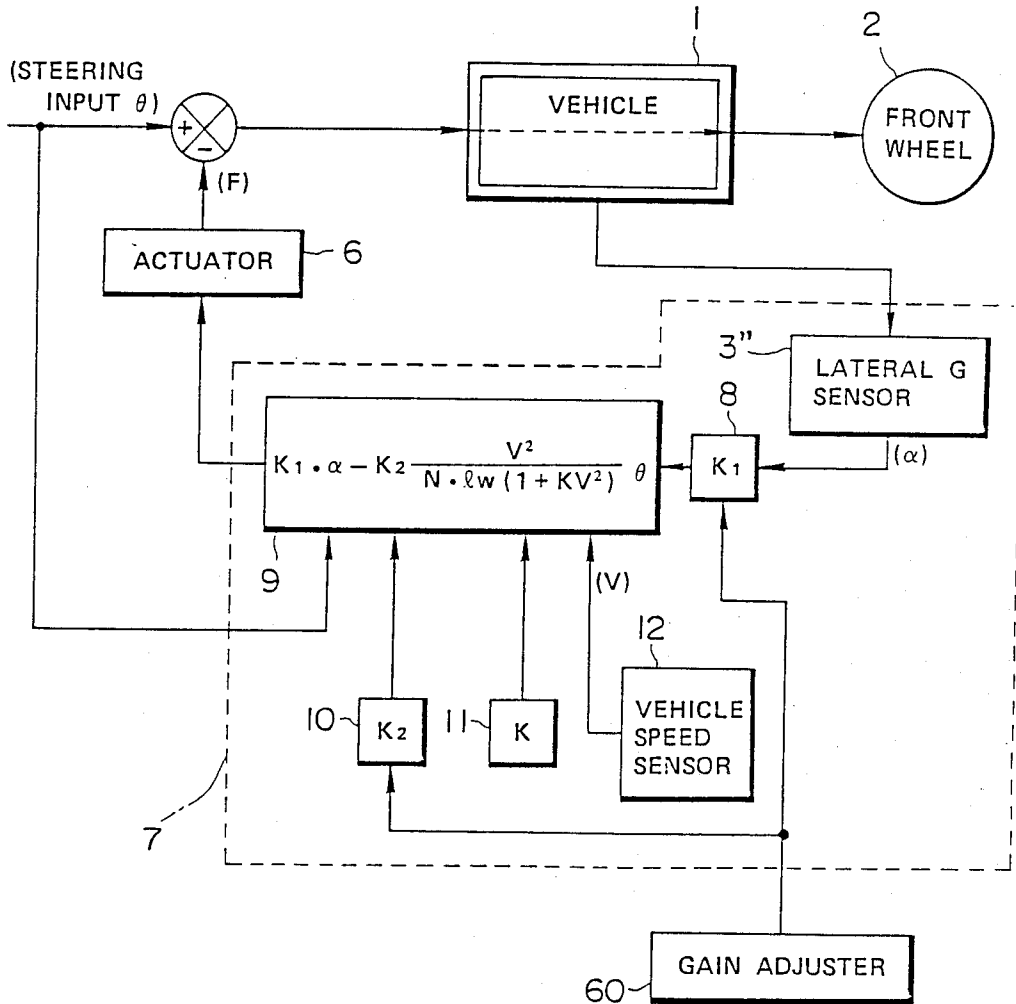 1
2
(STEERING
INPUT θ)
VEHICLE
FRONT
WHEEL
+
−
(F)
ACTUATOR
6
3"
LATERAL G
SENSOR
8
K1
(α)
K1 • α − K2 V² / N • ℓw (1 + KV²) θ
9
(V)
12
VEHICLE
SPEED
SENSOR
10
K2
11
K
7
GAIN ADJUSTER
60